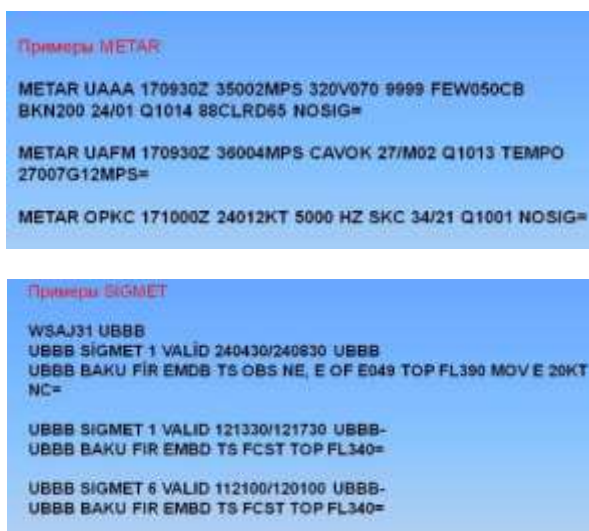 Примеры METAR
METAR UAAA 170930Z 35002MPS 320V070 9999 FEW050CB
BKN200 24/01 Q1014 88CLRD65 NOSIG=
METAR UAFM 170930Z 36004MPS CAVOK 27/M02 Q1013 TEMPO
27007G12MPS=
METAR OPKC 171000Z 24012KT 5000 HZ SKC 34/21 Q1001 NOSIG=
Примеры SIGMET
WSAJ31 UBBB
UBBB SİGMET 1 VALİD 240430/240830 UBBB
UBBB BAKU FİR EMDB TS OBS NE, E OF E049 TOP FL390 MOV E 20KT
NC=
UBBB SIGMET 1 VALID 121330/121730 UBBB-
UBBB BAKU FIR EMBD TS FCST TOP FL340=
UBBB SIGMET 6 VALID 112100/120100 UBBB-
UBBB BAKU FIR EMBD TS FCST TOP FL340=